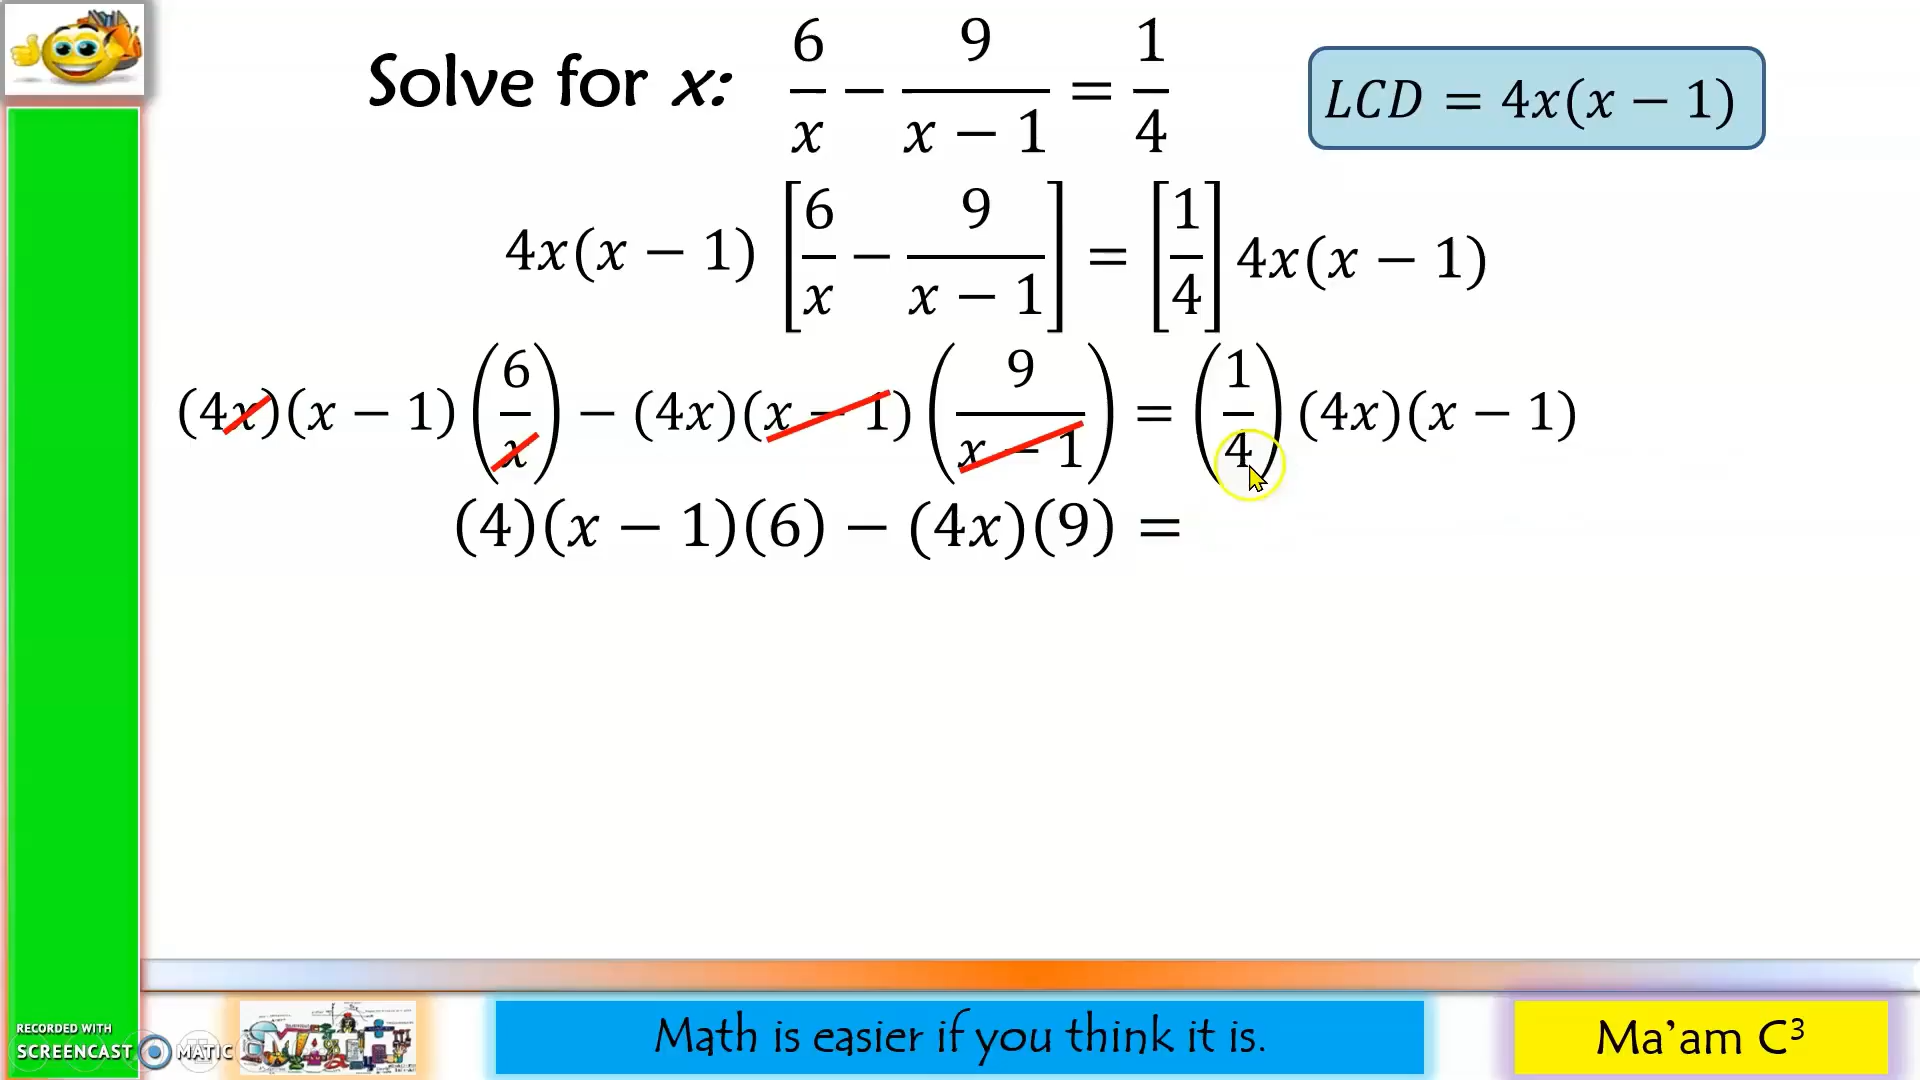 Solve for x: 6/x − 9/(x − 1) = 1/4
LCD = 4x(x − 1)
4x(x − 1) [6/x − 9/(x − 1)] = [1/4] 4x(x − 1)
(4x)(x − 1)(6/x) − (4x)(x − 1)(9/(x − 1)) = (1/4)(4x)(x − 1)
(4)(x − 1)(6) − (4x)(9) =
RECORDED WITH
SCREENCAST MATIC
MATH
Math is easier if you think it is.
Ma’am C³